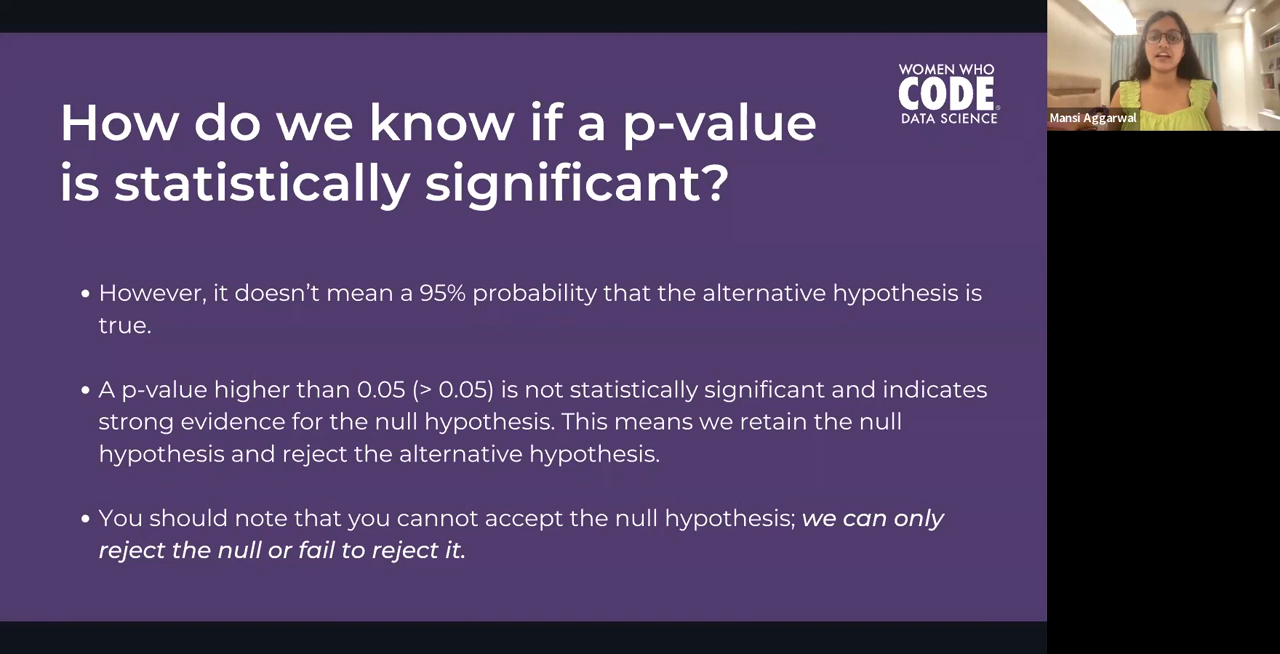 WOMEN WHO
CODE
DATA SCIENCE
Mansi Aggarwal
How do we know if a p-value
is statistically significant?
• However, it doesn’t mean a 95% probability that the alternative hypothesis is
true.
• A p-value higher than 0.05 (> 0.05) is not statistically significant and indicates
strong evidence for the null hypothesis. This means we retain the null
hypothesis and reject the alternative hypothesis.
• You should note that you cannot accept the null hypothesis; we can only
reject the null or fail to reject it.